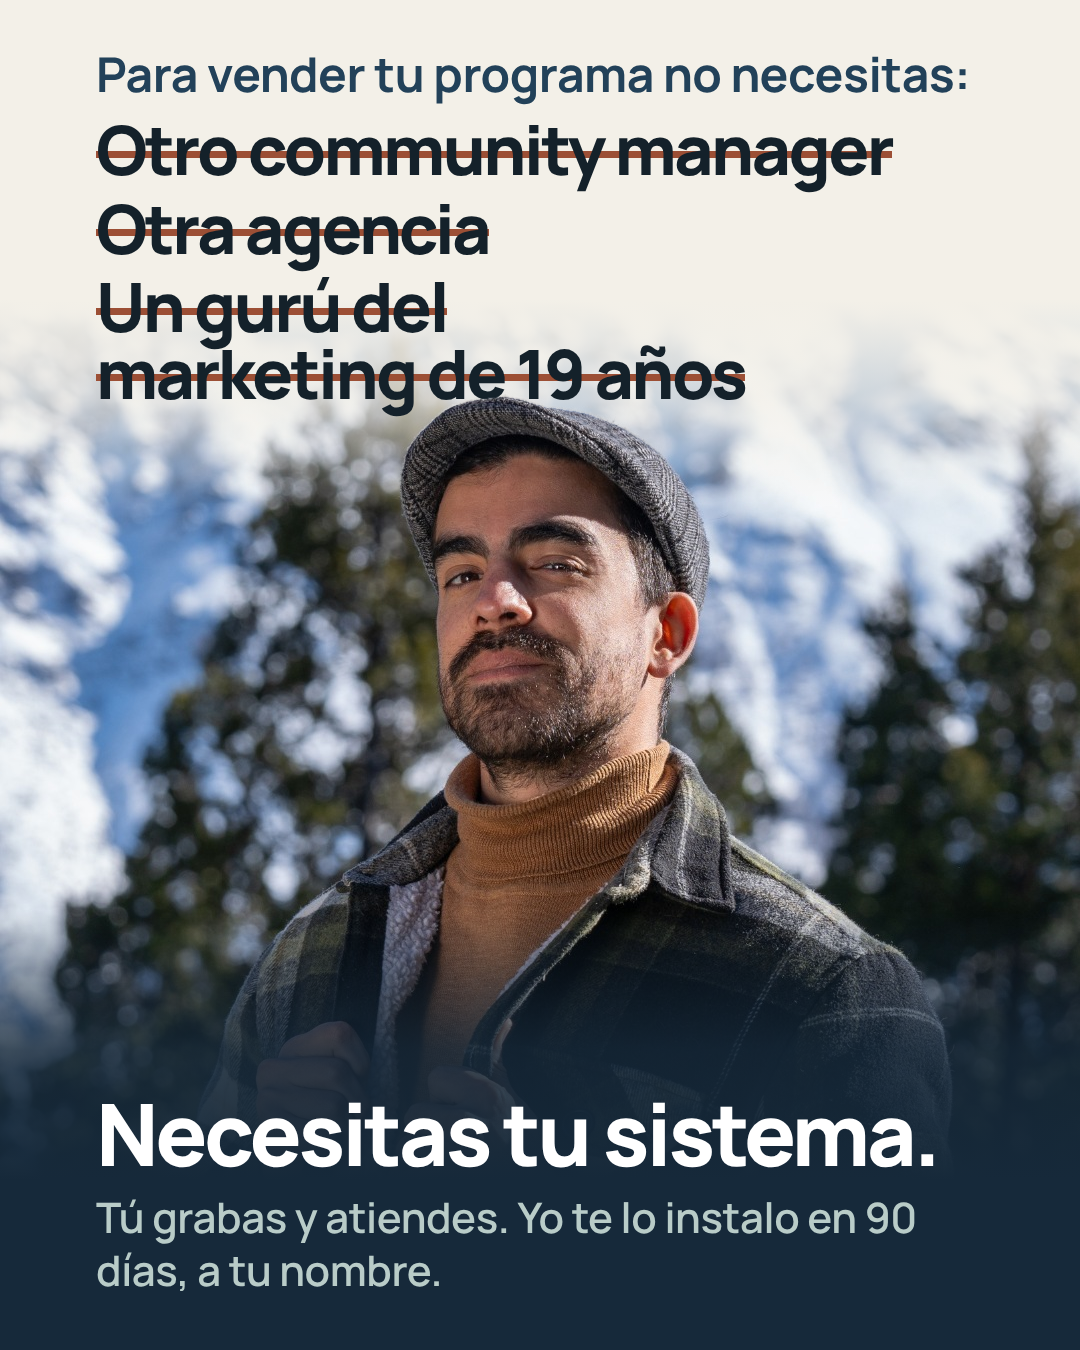 Para vender tu programa no necesitas:
Otro community manager
Otra agencia
Un gurú del
marketing de 19 años
Necesitas tu sistema.
Tú grabas y atiendes. Yo te lo instalo en 90
días, a tu nombre.